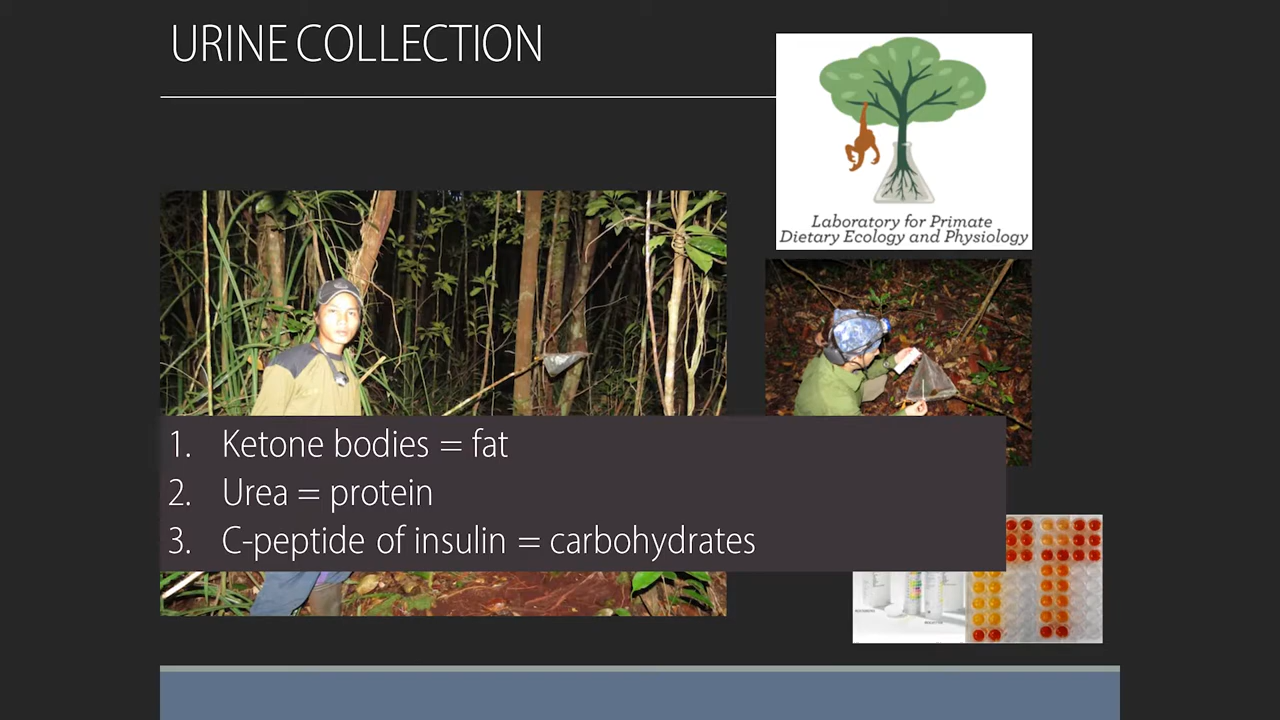 URINE COLLECTION
Laboratory for Primate
Dietary Ecology and Physiology
1. Ketone bodies = fat
2. Urea = protein
3. C-peptide of insulin = carbohydrates